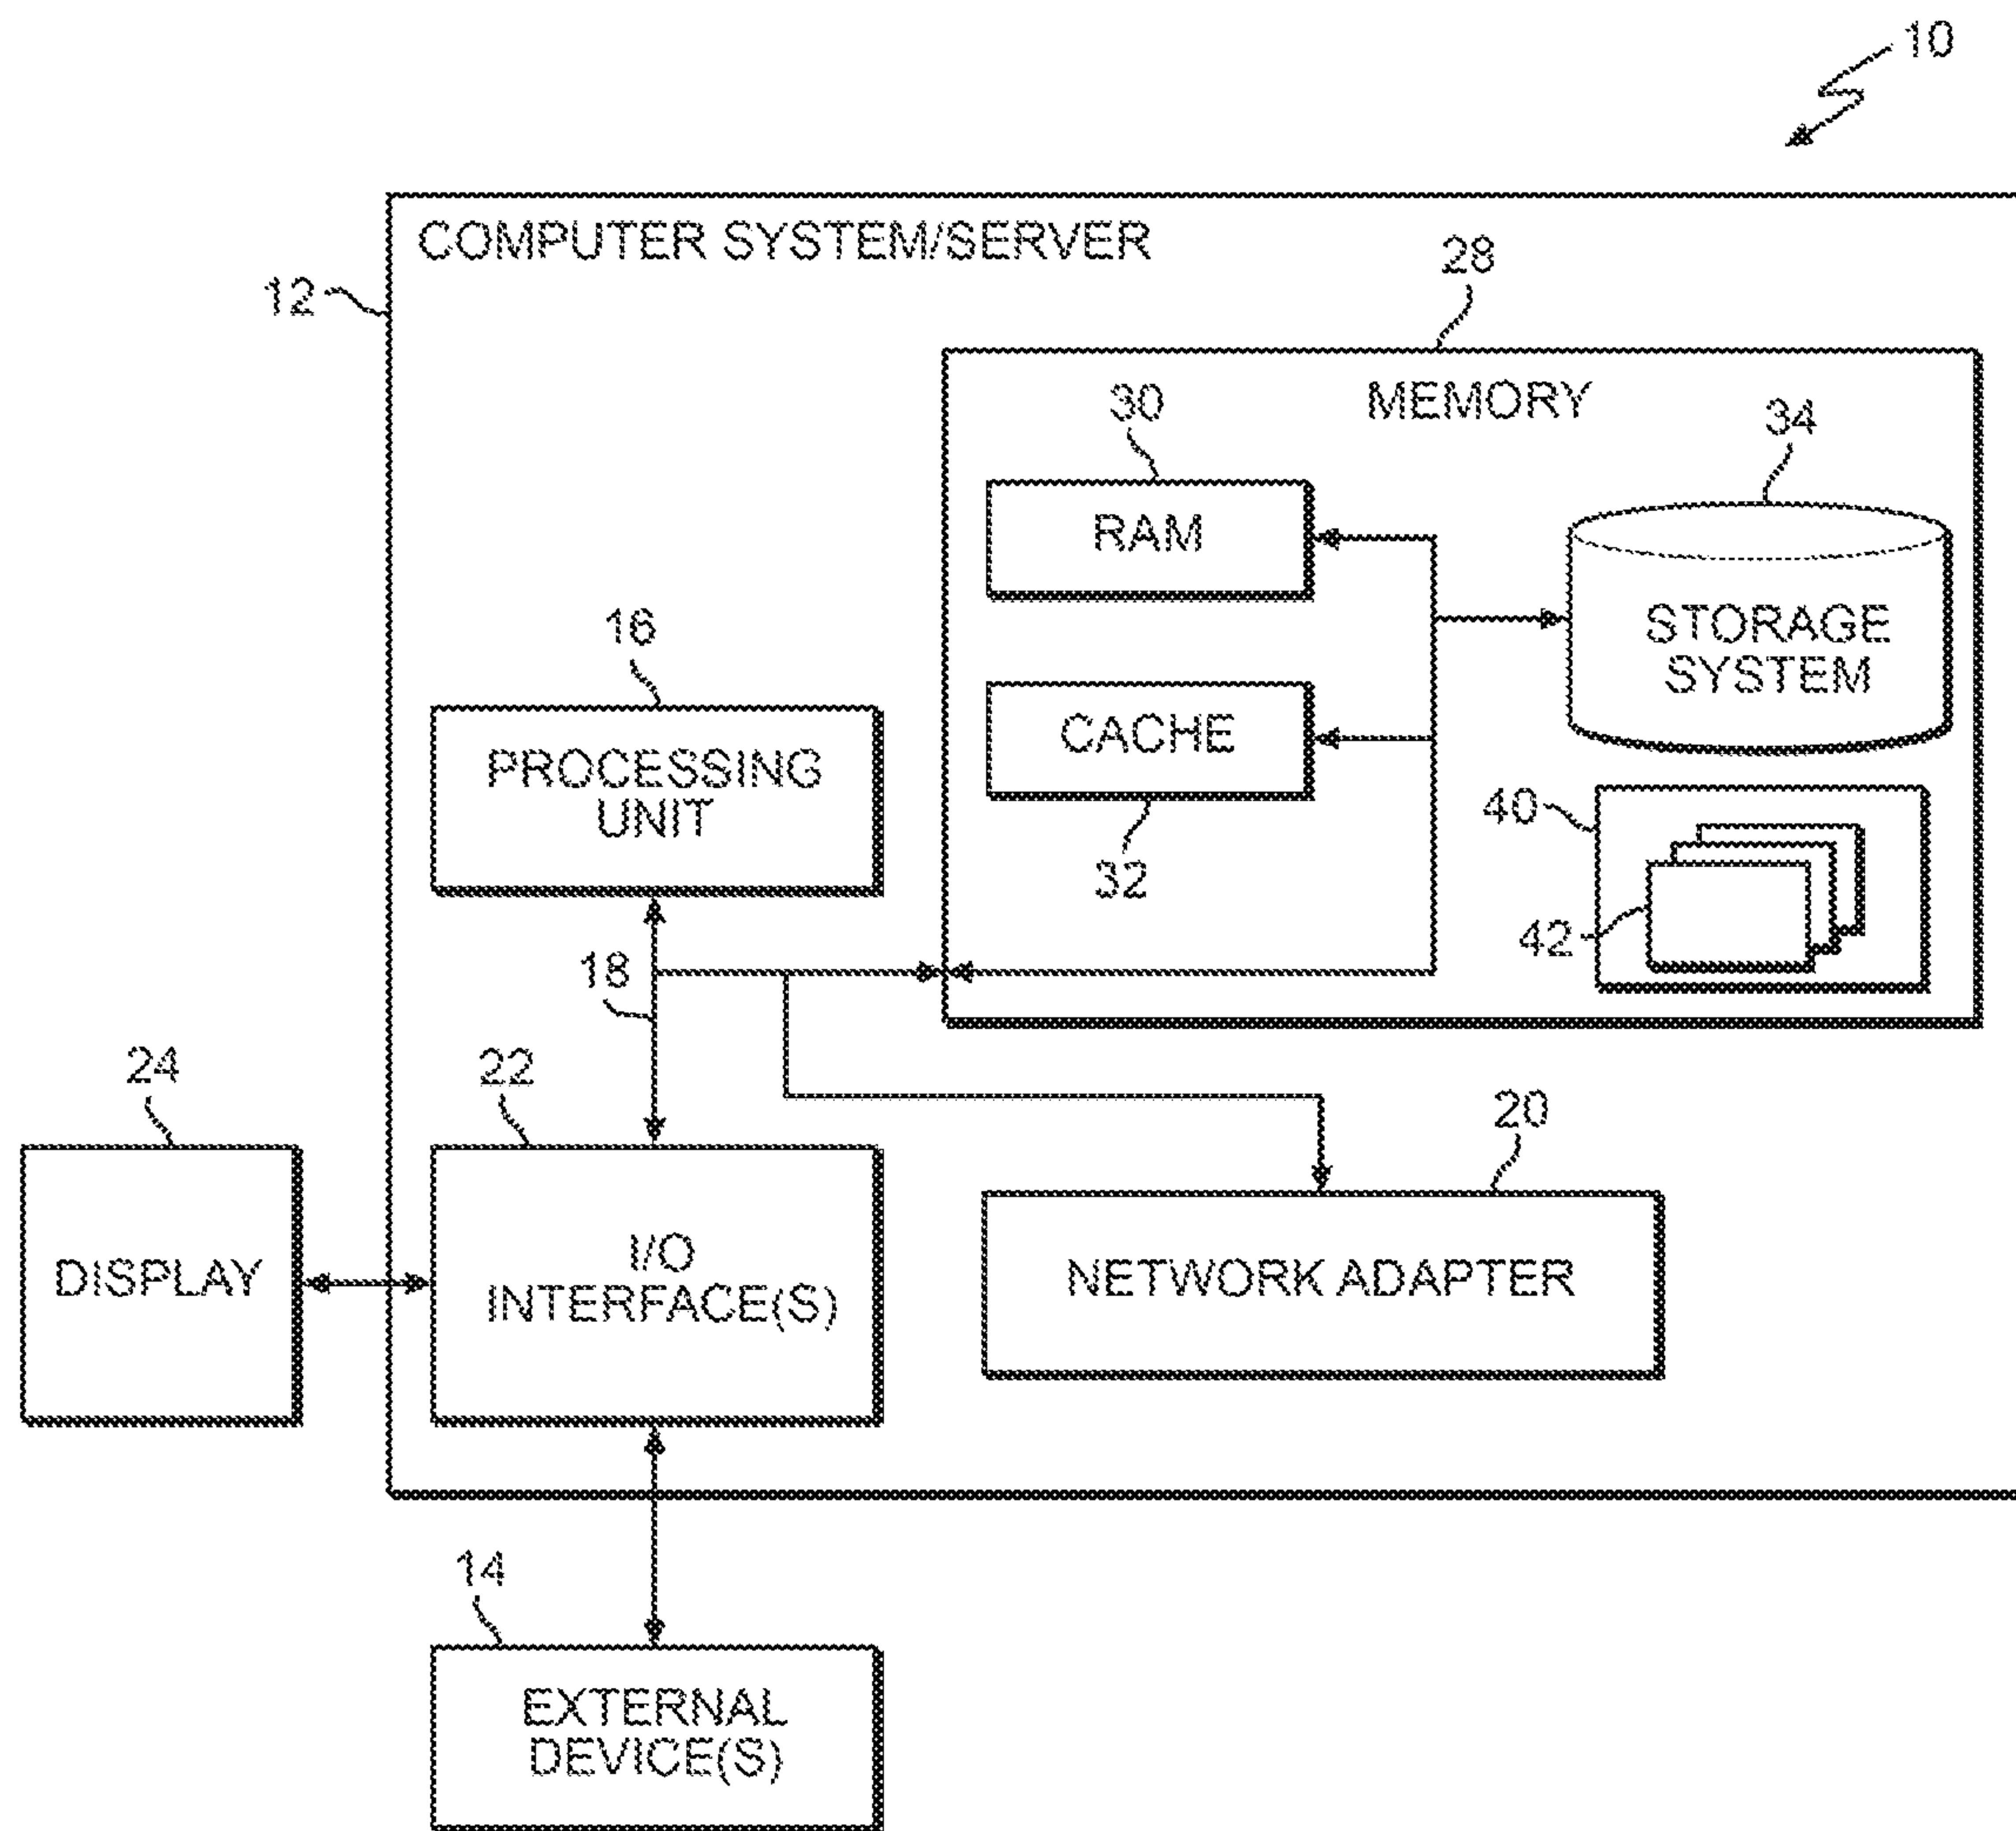 10
COMPUTER SYSTEM/SERVER
12
28
MEMORY
30
34
RAM
STORAGE
SYSTEM
16
CACHE
PROCESSING
UNIT
40
32
42
18
24
22
20
DISPLAY
I/O
INTERFACE(S)
NETWORK ADAPTER
14
EXTERNAL
DEVICE(S)